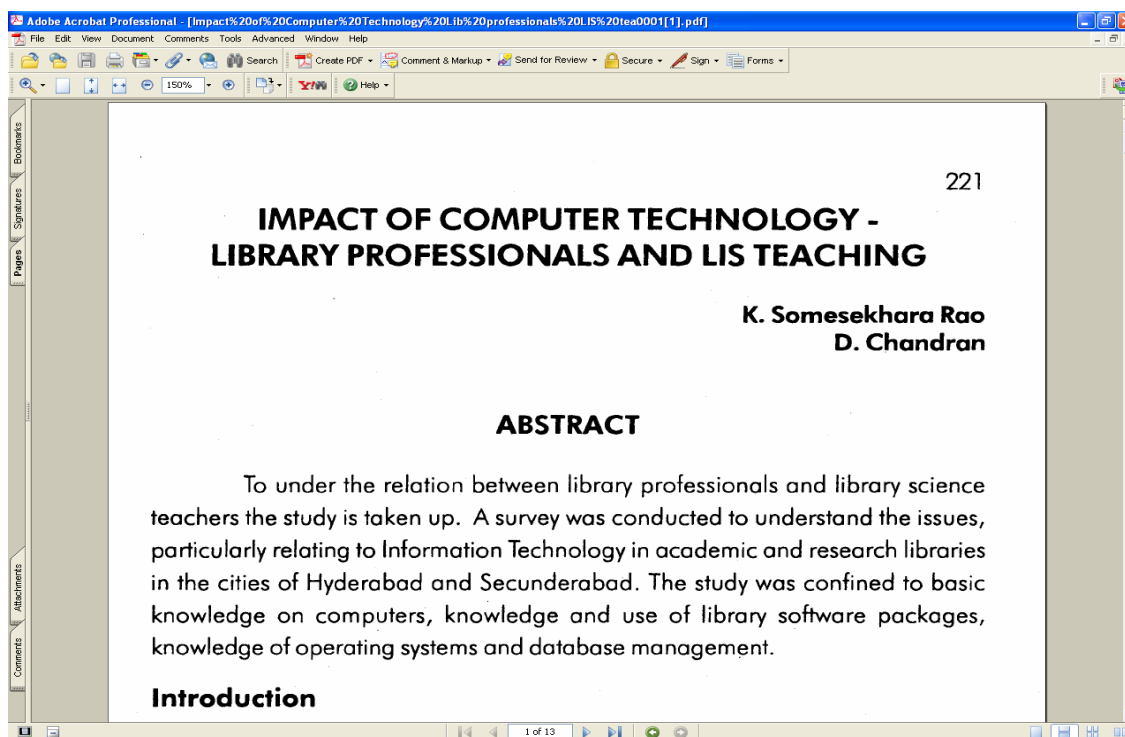 Adobe Acrobat Professional - [Impact%20of%20Computer%20Technology%20Lib%20professionals%20LIS%20tea0001[1].pdf]
File Edit View Document Comments Tools Advanced Window Help
Search Create PDF Comment & Markup Send for Review Secure Sign Forms
150% Y! Help
Bookmarks
Signatures
Pages
Attachments
Comments
221
IMPACT OF COMPUTER TECHNOLOGY -
LIBRARY PROFESSIONALS AND LIS TEACHING
K. Somesekhara Rao
D. Chandran
ABSTRACT
To under the relation between library professionals and library science
teachers the study is taken up. A survey was conducted to understand the issues,
particularly relating to Information Technology in academic and research libraries
in the cities of Hyderabad and Secunderabad. The study was confined to basic
knowledge on computers, knowledge and use of library software packages,
knowledge of operating systems and database management.
Introduction
1 of 13